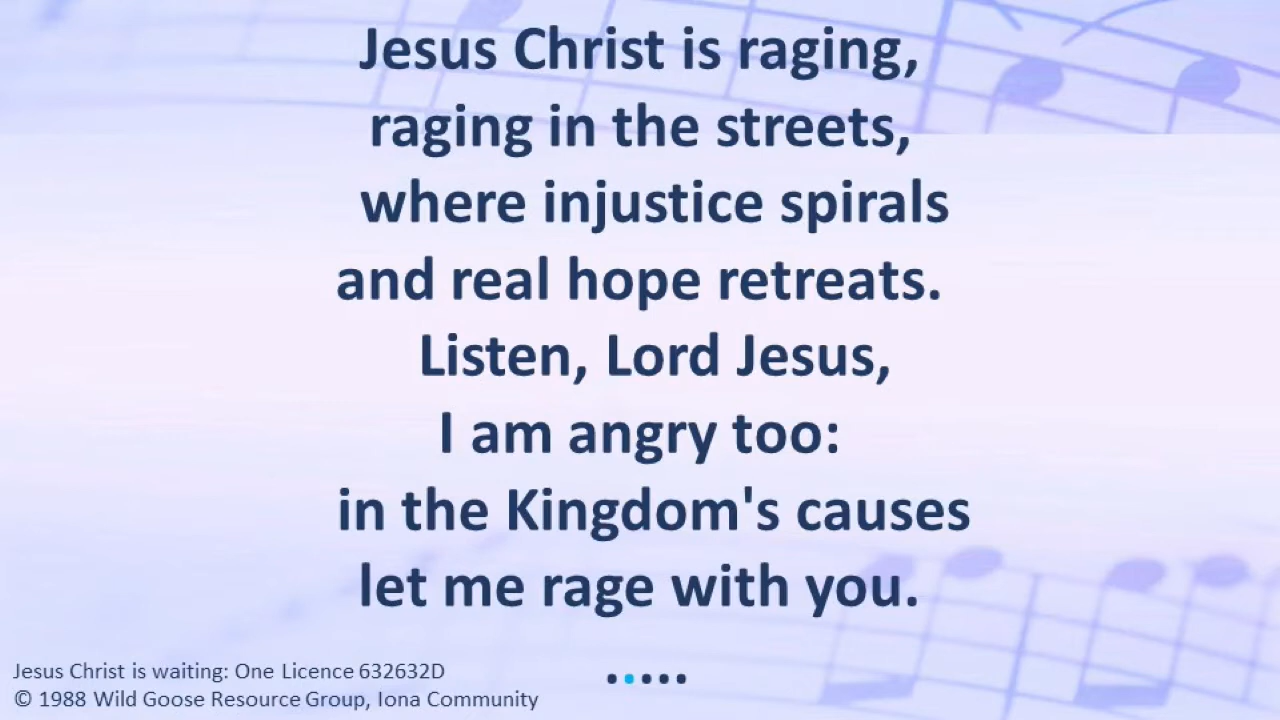 Jesus Christ is raging,
raging in the streets,
where injustice spirals
and real hope retreats.
Listen, Lord Jesus,
I am angry too:
in the Kingdom's causes
let me rage with you.
Jesus Christ is waiting: One Licence 632632D
© 1988 Wild Goose Resource Group, Iona Community